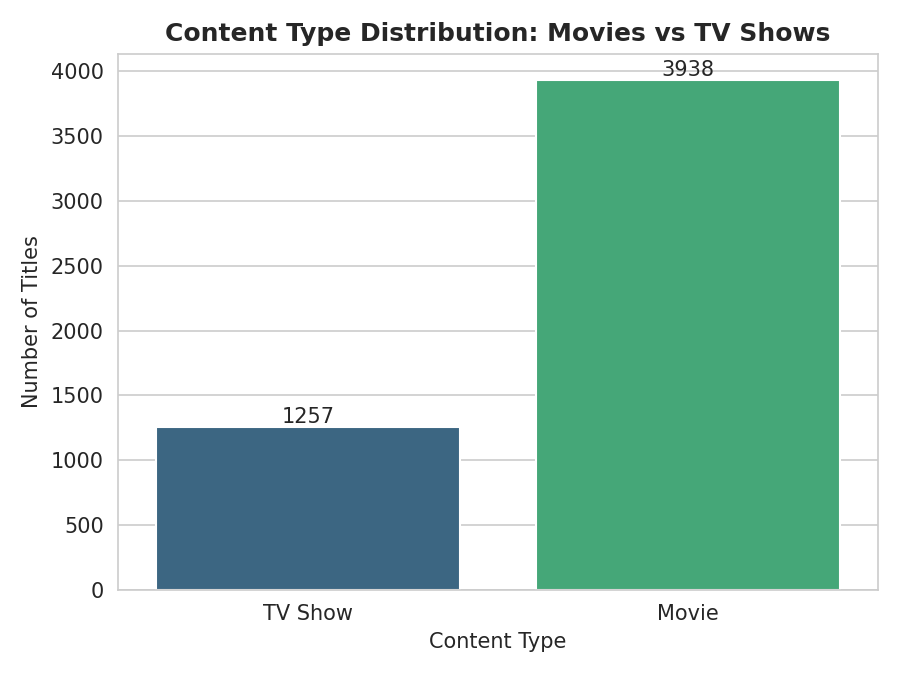 Content Type Distribution: Movies vs TV Shows
Number of Titles
4000
3500
3000
2500
2000
1500
1000
500
0
3938
1257
TV Show
Movie
Content Type